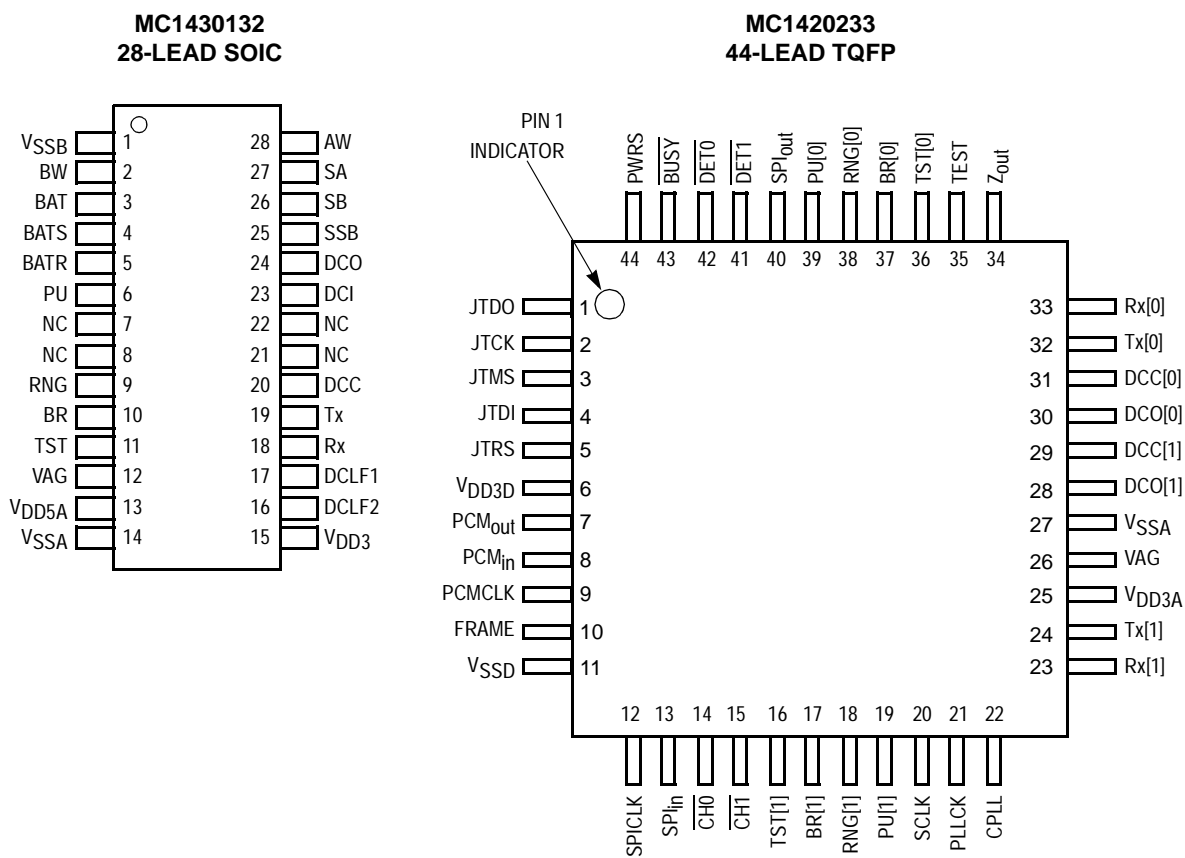 MC1430132
28-LEAD SOIC
VSSB 1 28 AW
BW 2 27 SA
BAT 3 26 SB
BATS 4 25 SSB
BATR 5 24 DCO
PU 6 23 DCI
NC 7 22 NC
NC 8 21 NC
RNG 9 20 DCC
BR 10 19 Tx
TST 11 18 Rx
VAG 12 17 DCLF1
VDD5A 13 16 DCLF2
VSSA 14 15 VDD3
MC1420233
44-LEAD TQFP
PIN 1
INDICATOR
PWRS BUSY DET0 DET1 SPIout PU[0] RNG[0] BR[0] TST[0] TEST Zout
44 43 42 41 40 39 38 37 36 35 34
JTDO 1 33 Rx[0]
JTCK 2 32 Tx[0]
JTMS 3 31 DCC[0]
JTDI 4 30 DCO[0]
JTRS 5 29 DCC[1]
VDD3D 6 28 DCO[1]
PCMout 7 27 VSSA
PCMin 8 26 VAG
PCMCLK 9 25 VDD3A
FRAME 10 24 Tx[1]
VSSD 11 23 Rx[1]
12 13 14 15 16 17 18 19 20 21 22
SPICLK SPIin CH0 CH1 TST[1] BR[1] RNG[1] PU[1] SCLK PLLCK CPLL